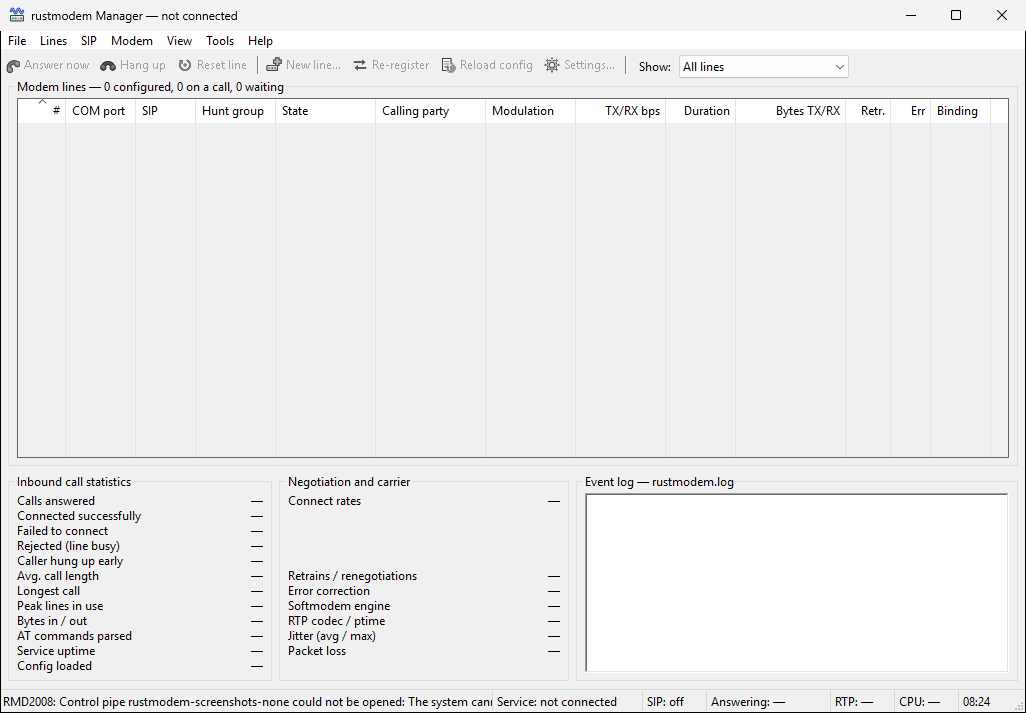 rustmodem Manager — not connected
File Lines SIP Modem View Tools Help
Answer now Hang up Reset line New line... Re-register Reload config Settings... Show: All lines
Modem lines — 0 configured, 0 on a call, 0 waiting
# COM port SIP Hunt group State Calling party Modulation TX/RX bps Duration Bytes TX/RX Retr. Err Binding
Inbound call statistics
Calls answered —
Connected successfully —
Failed to connect —
Rejected (line busy) —
Caller hung up early —
Avg. call length —
Longest call —
Peak lines in use —
Bytes in / out —
AT commands parsed —
Service uptime —
Config loaded —
Negotiation and carrier
Connect rates —
Retrains / renegotiations —
Error correction —
Softmodem engine —
RTP codec / ptime —
Jitter (avg / max) —
Packet loss —
Event log — rustmodem.log
RMD2008: Control pipe rustmodem-screenshots-none could not be opened: The system Service: not connected SIP: off Answering: — RTP: — CPU: — 08:24